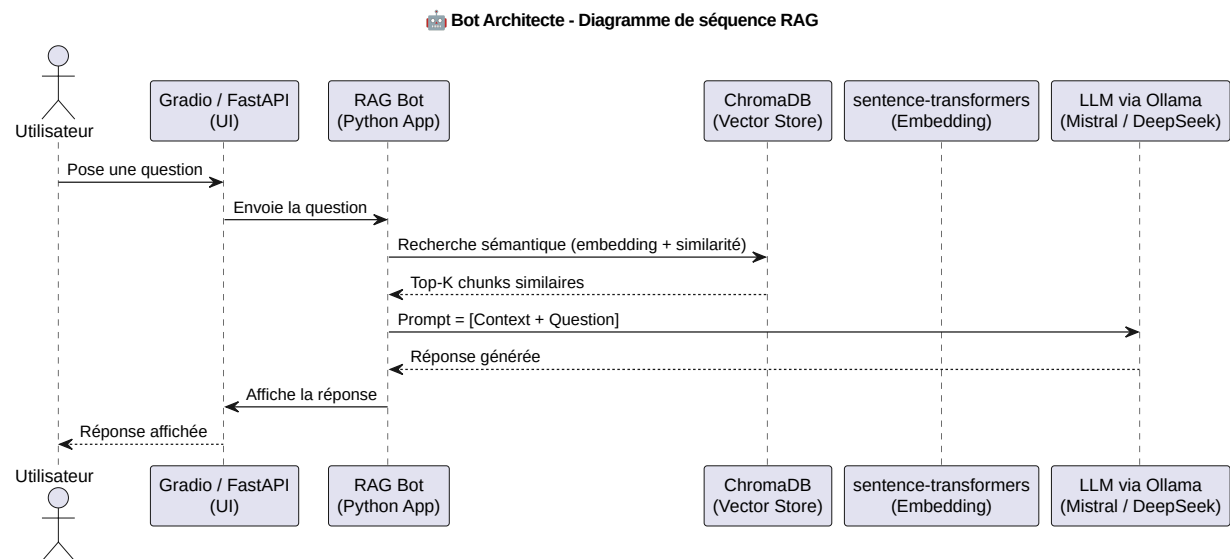 🤖 Bot Architecte - Diagramme de séquence RAG
Utilisateur
Gradio / FastAPI
(UI)
RAG Bot
(Python App)
ChromaDB
(Vector Store)
sentence-transformers
(Embedding)
LLM via Ollama
(Mistral / DeepSeek)
Pose une question
Envoie la question
Recherche sémantique (embedding + similarité)
Top-K chunks similaires
Prompt = [Context + Question]
Réponse générée
Affiche la réponse
Réponse affichée
Utilisateur
Gradio / FastAPI
(UI)
RAG Bot
(Python App)
ChromaDB
(Vector Store)
sentence-transformers
(Embedding)
LLM via Ollama
(Mistral / DeepSeek)